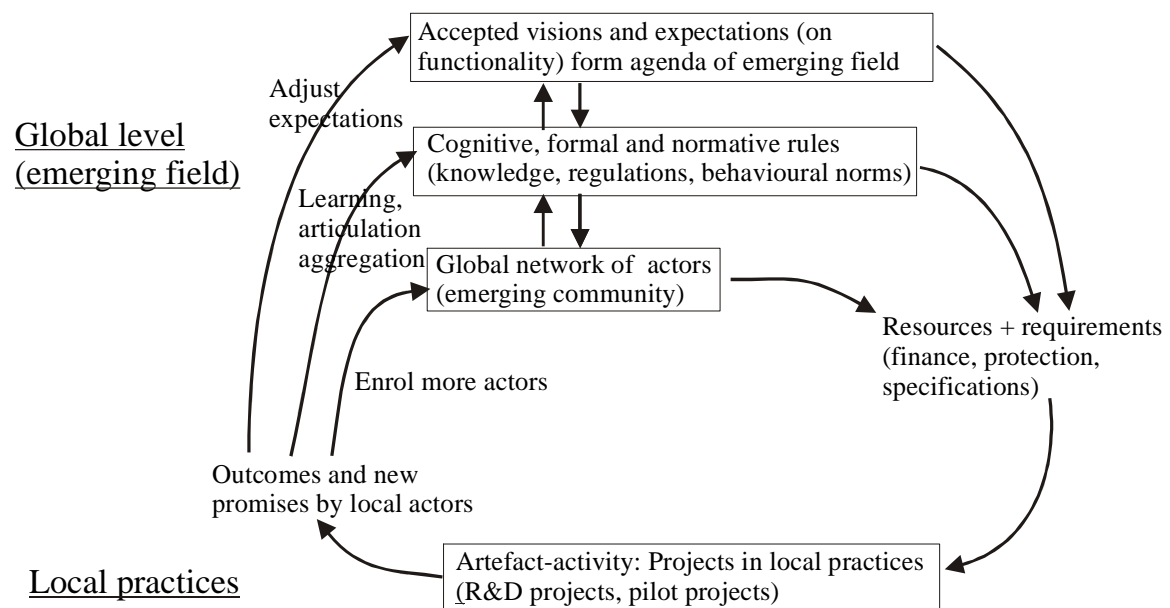 Accepted visions and expectations (on
functionality) form agenda of emerging field
Adjust
expectations
Global level
(emerging field)
Cognitive, formal and normative rules
(knowledge, regulations, behavioural norms)
Learning,
articulation
aggregation
Global network of actors
(emerging community)
Resources + requirements
(finance, protection,
specifications)
Enrol more actors
Outcomes and new
promises by local actors
Artefact-activity: Projects in local practices
(R&D projects, pilot projects)
Local practices